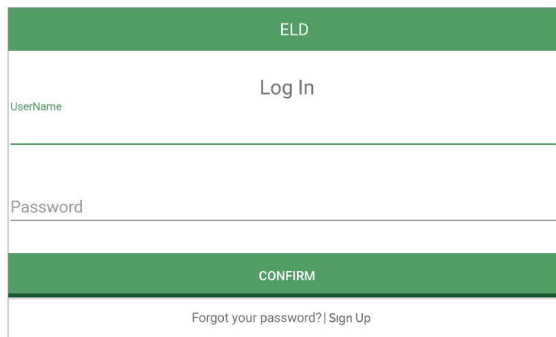 ELD
Log In
UserName
Password
CONFIRM
Forgot your password?| Sign Up